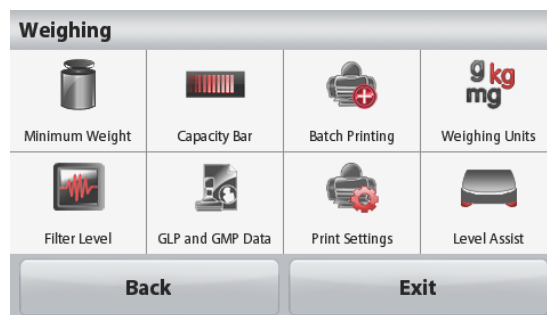 Weighing
g kg
mg
Minimum Weight Capacity Bar Batch Printing Weighing Units
Filter Level GLP and GMP Data Print Settings Level Assist
Back Exit